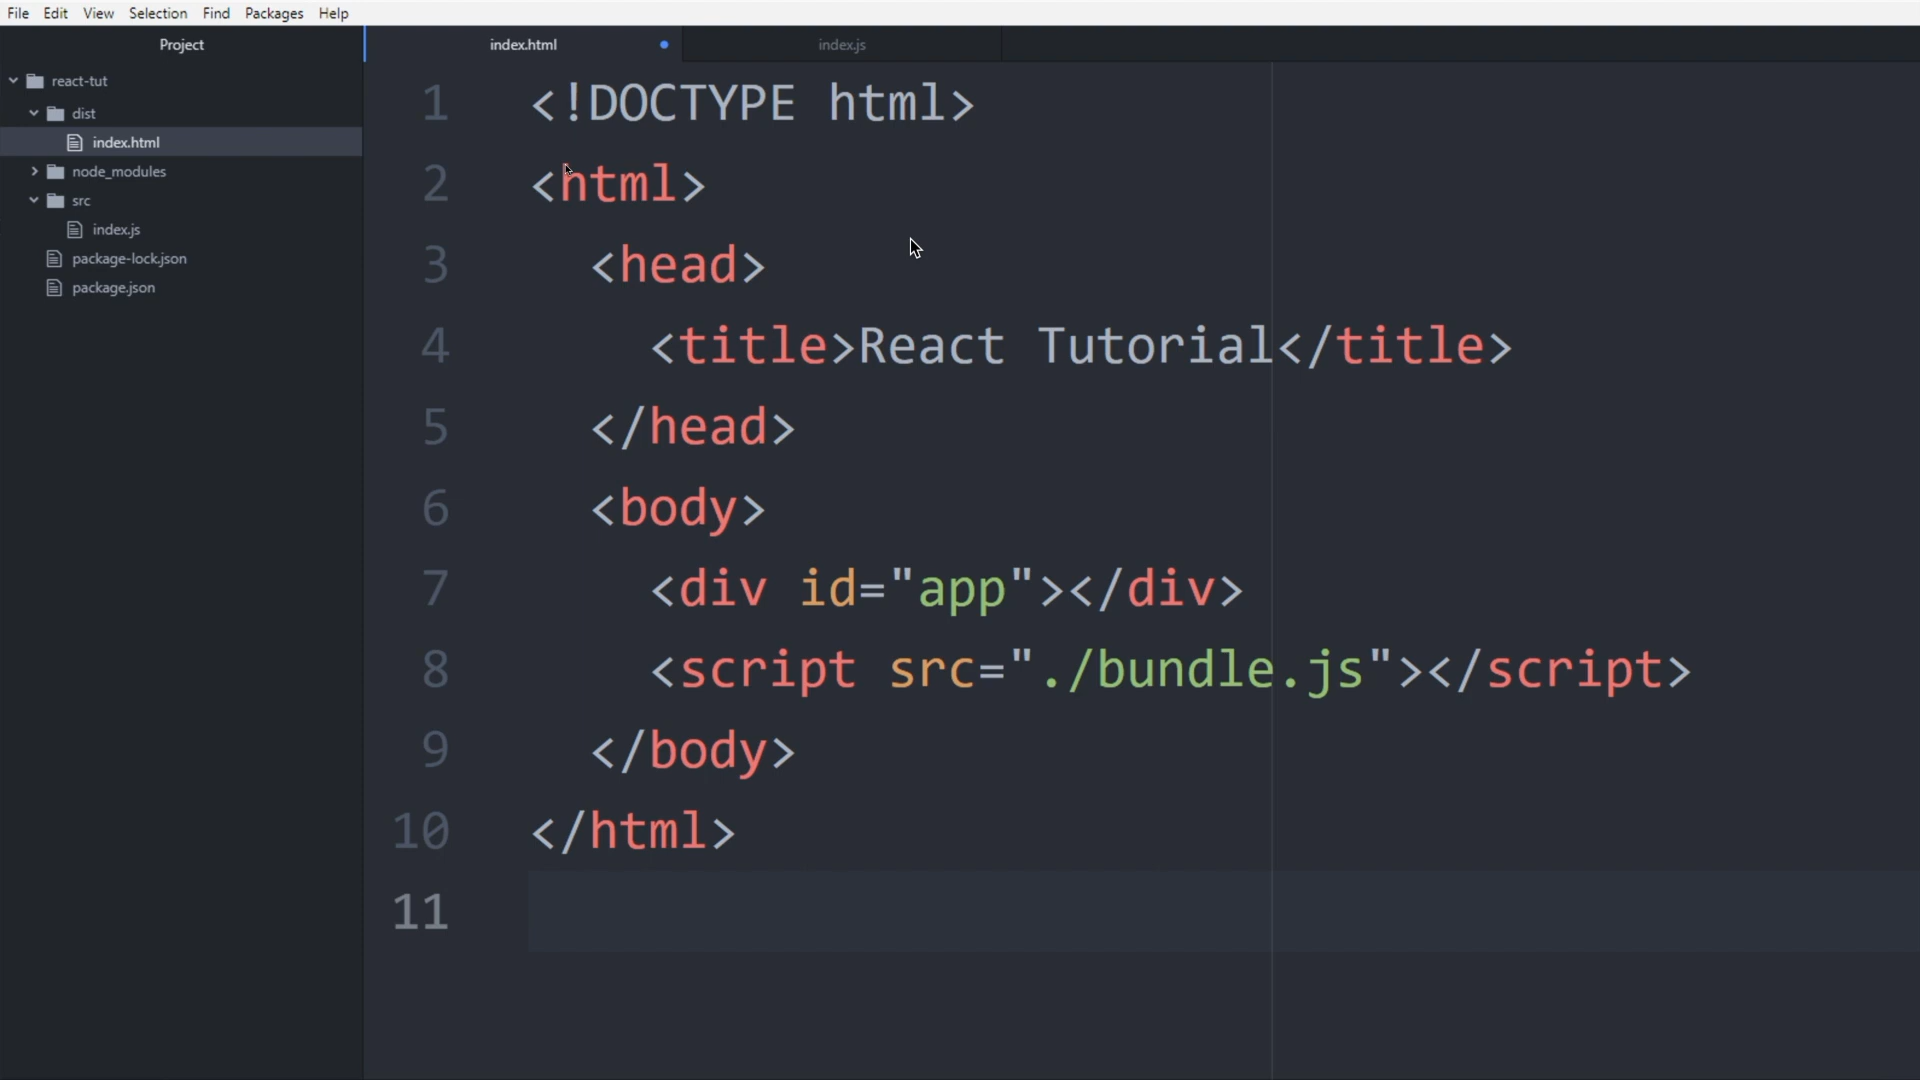 File Edit View Selection Find Packages Help
Project
react-tut
dist
index.html
node_modules
src
index.js
package-lock.json
package.json
index.html index.js
1 <!DOCTYPE html>
2 <html>
3 <head>
4 <title>React Tutorial</title>
5 </head>
6 <body>
7 <div id="app"></div>
8 <script src="./bundle.js"></script>
9 </body>
10 </html>
11